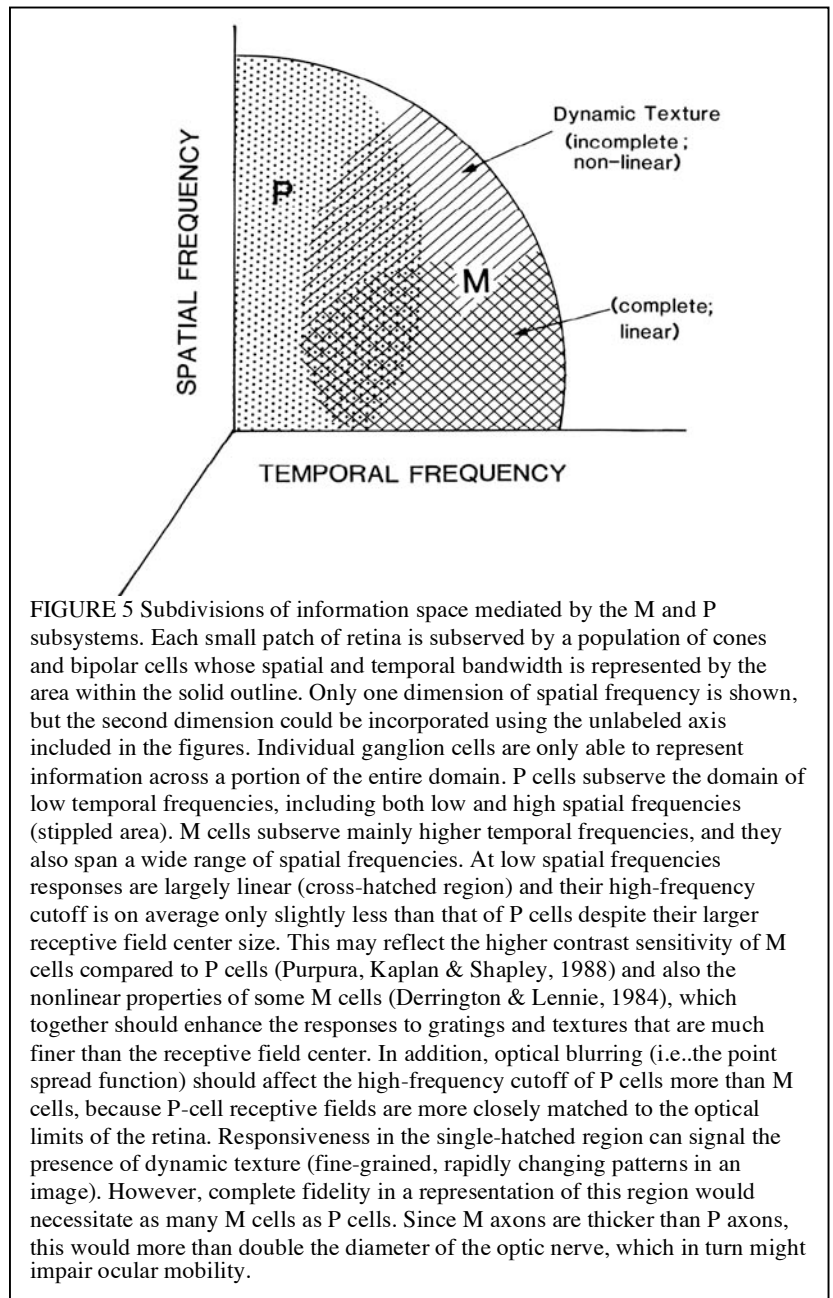 Dynamic Texture
(incomplete;
non-linear)
P
SPATIAL FREQUENCY
M
(complete;
linear)
TEMPORAL FREQUENCY
FIGURE 5 Subdivisions of information space mediated by the M and P
subsystems. Each small patch of retina is subserved by a population of cones
and bipolar cells whose spatial and temporal bandwidth is represented by the
area within the solid outline. Only one dimension of spatial frequency is shown,
but the second dimension could be incorporated using the unlabeled axis
included in the figures. Individual ganglion cells are only able to represent
information across a portion of the entire domain. P cells subserve the domain of
low temporal frequencies, including both low and high spatial frequencies
(stippled area). M cells subserve mainly higher temporal frequencies, and they
also span a wide range of spatial frequencies. At low spatial frequencies
responses are largely linear (cross-hatched region) and their high-frequency
cutoff is on average only slightly less than that of P cells despite their larger
receptive field center size. This may reflect the higher contrast sensitivity of M
cells compared to P cells (Purpura, Kaplan & Shapley, 1988) and also the
nonlinear properties of some M cells (Derrington & Lennie, 1984), which
together should enhance the responses to gratings and textures that are much
finer than the receptive field center. In addition, optical blurring (i.e..the point
spread function) should affect the high-frequency cutoff of P cells more than M
cells, because P-cell receptive fields are more closely matched to the optical
limits of the retina. Responsiveness in the single-hatched region can signal the
presence of dynamic texture (fine-grained, rapidly changing patterns in an
image). However, complete fidelity in a representation of this region would
necessitate as many M cells as P cells. Since M axons are thicker than P axons,
this would more than double the diameter of the optic nerve, which in turn might
impair ocular mobility.